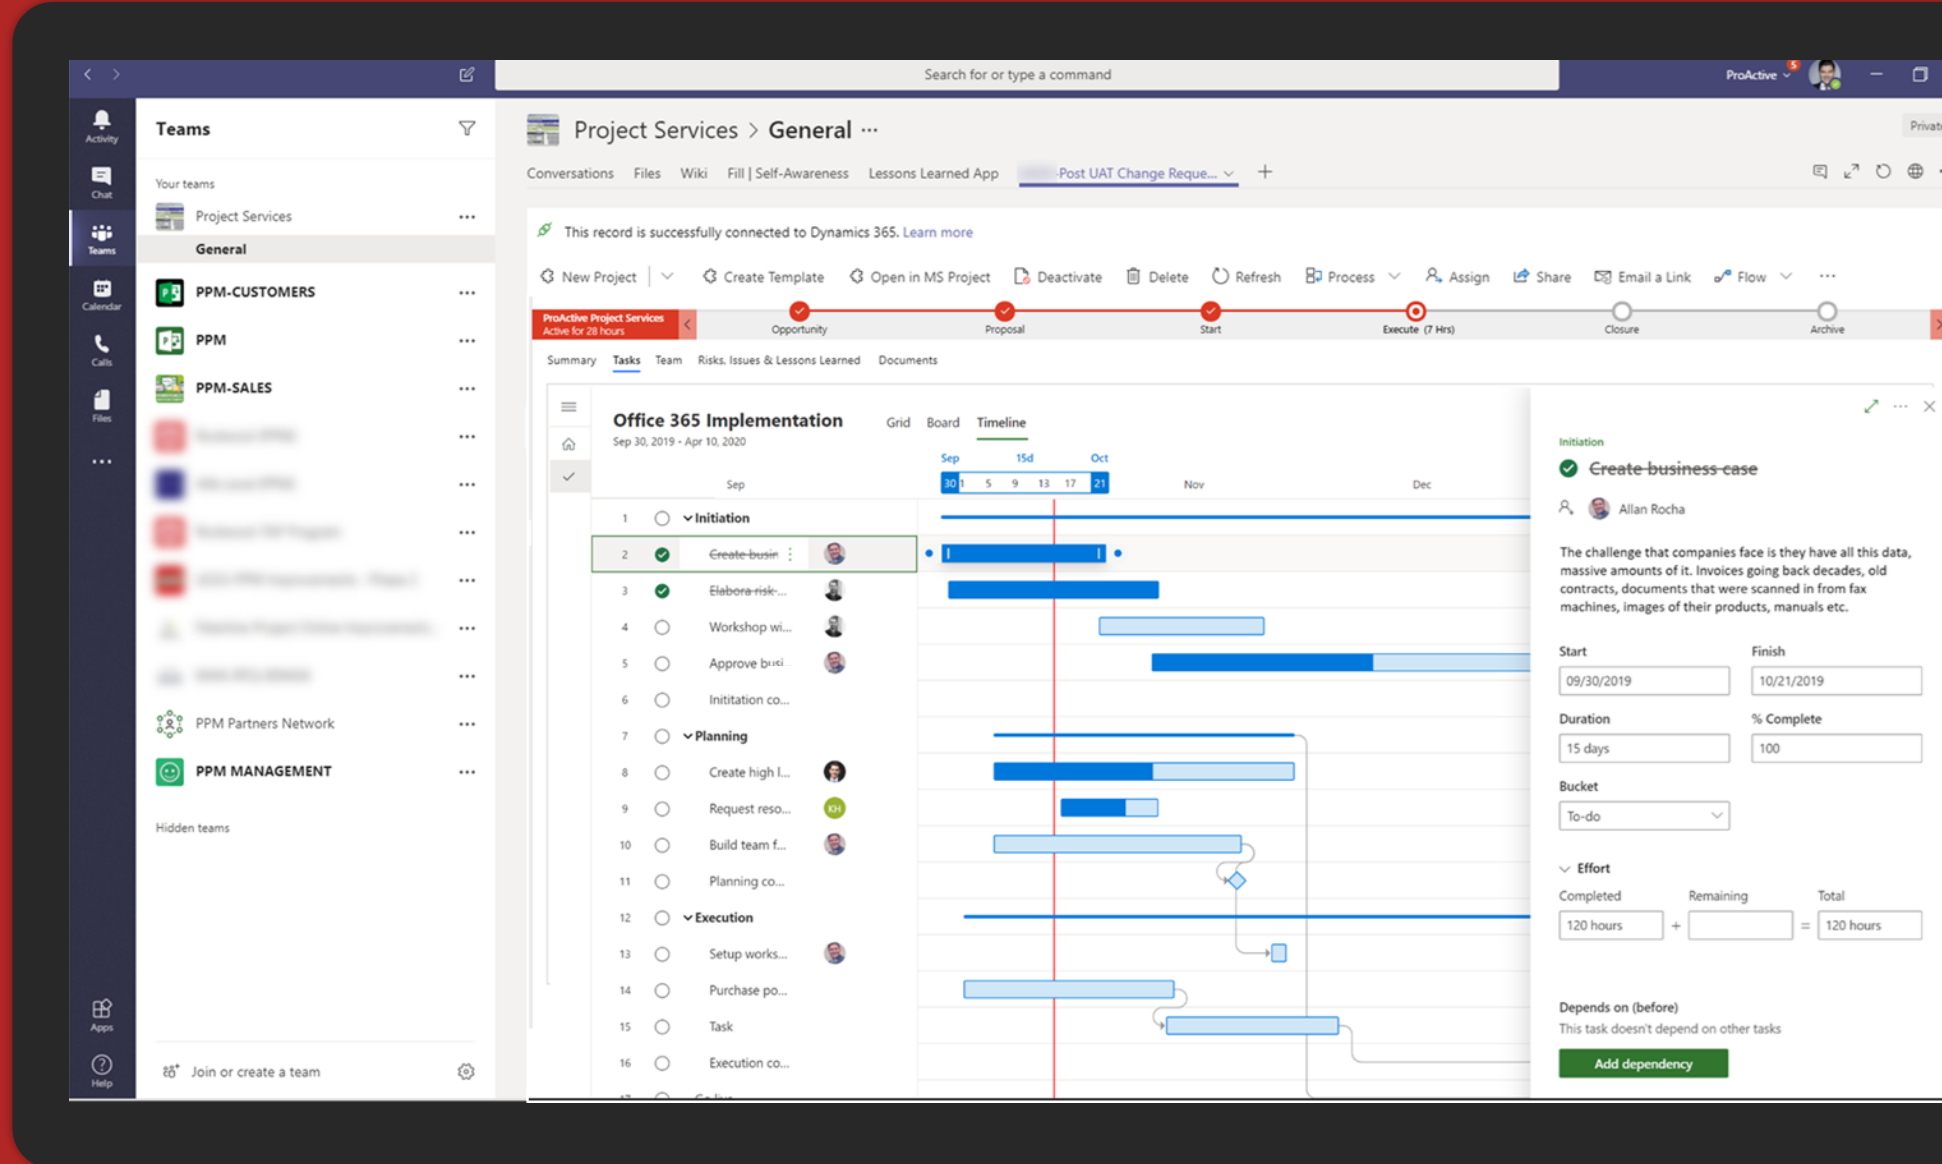 Search for or type a command
ProActive
5
Activity
Chat
Teams
Calendar
Calls
Files
Apps
Help
Teams
Your teams
Project Services
General
PPM-CUSTOMERS
PPM
PPM-SALES
PPM Partners Network
PPM MANAGEMENT
Hidden teams
Join or create a team
Project Services > General
Private
Conversations Files Wiki Fill | Self-Awareness Lessons Learned App -Post UAT Change Reque...
This record is successfully connected to Dynamics 365. Learn more
New Project Create Template Open in MS Project Deactivate Delete Refresh Process Assign Share Email a Link Flow
ProActive Project Services
Active for 28 hours
Opportunity Proposal Start Execute (7 Hrs) Closure Archive
Summary Tasks Team Risks, Issues & Lessons Learned Documents
Office 365 Implementation
Sep 30, 2019 - Apr 10, 2020
Grid Board Timeline
Sep 15d Oct
Sep 30 1 5 9 13 17 21 Nov Dec
1 Initiation
2 Create busin
3 Elabora risk-...
4 Workshop wi...
5 Approve busi...
6 Inititation co...
7 Planning
8 Create high l...
9 Request reso... KH
10 Build team f...
11 Planning co...
12 Execution
13 Setup works...
14 Purchase po...
15 Task
16 Execution co...
Initiation
Create business case
Allan Rocha
The challenge that companies face is they have all this data,
massive amounts of it. Invoices going back decades, old
contracts, documents that were scanned in from fax
machines, images of their products, manuals etc.
Start Finish
09/30/2019 10/21/2019
Duration % Complete
15 days 100
Bucket
To-do
Effort
Completed Remaining Total
120 hours + = 120 hours
Depends on (before)
This task doesn't depend on other tasks
Add dependency